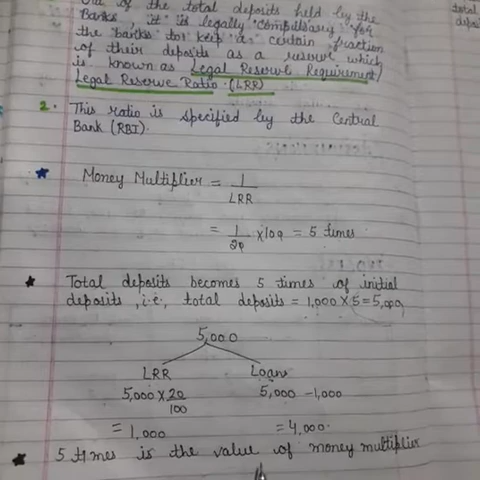 Out of the total deposits held by the
Banks, it is legally compulsary for
the banks to keep a certain fraction
of their deposits as a reserve which
is known as Legal Reserve Requirement/
Legal Reserve Ratio. (LRR)
2. This ratio is specified by the Central
Bank (RBI).
★ Money Multiplier = 1
LRR
= 1 × 100 = 5 times
20
★ Total deposits becomes 5 times of initial
deposits, i.e, total deposits = 1,000 × 5 = 5,000
5,000
LRR Loans
5,000 × 20 5,000 - 1,000
100
= 1,000 = 4,000.
★ 5 times is the value of money multiplier
total